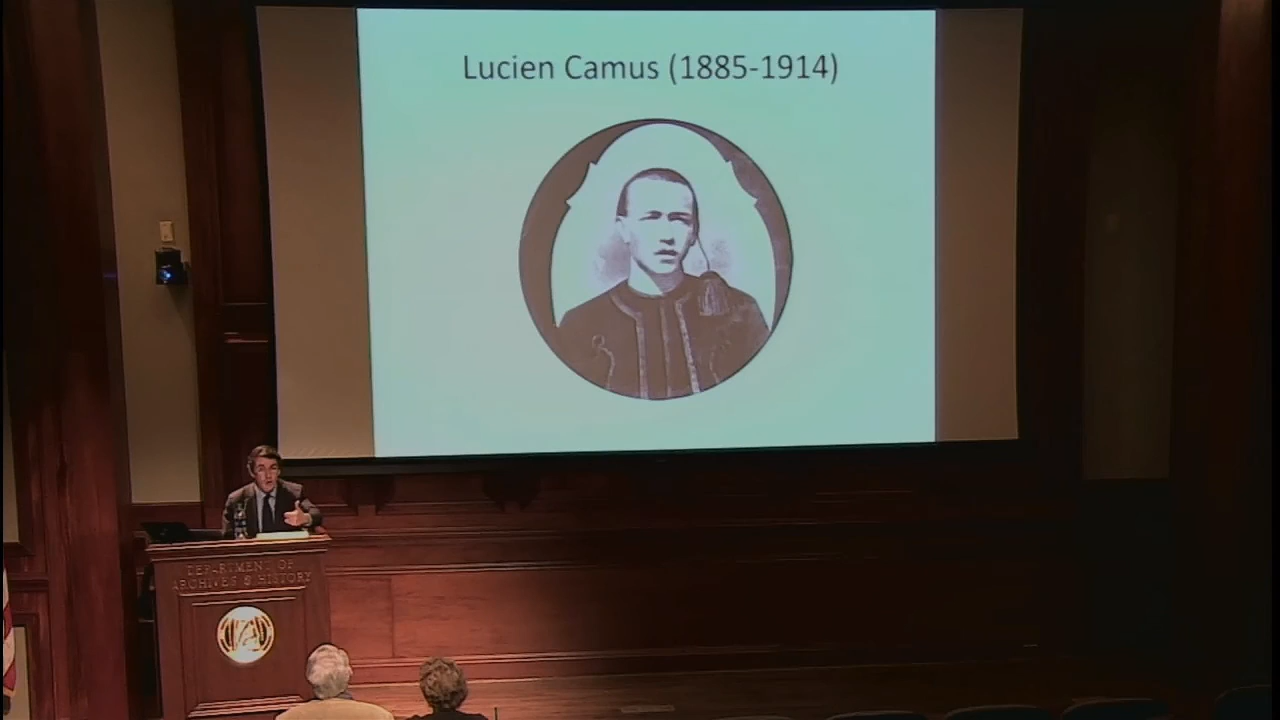 Lucien Camus (1885-1914)
DEPARTMENT OF
ARCHIVES & HISTORY